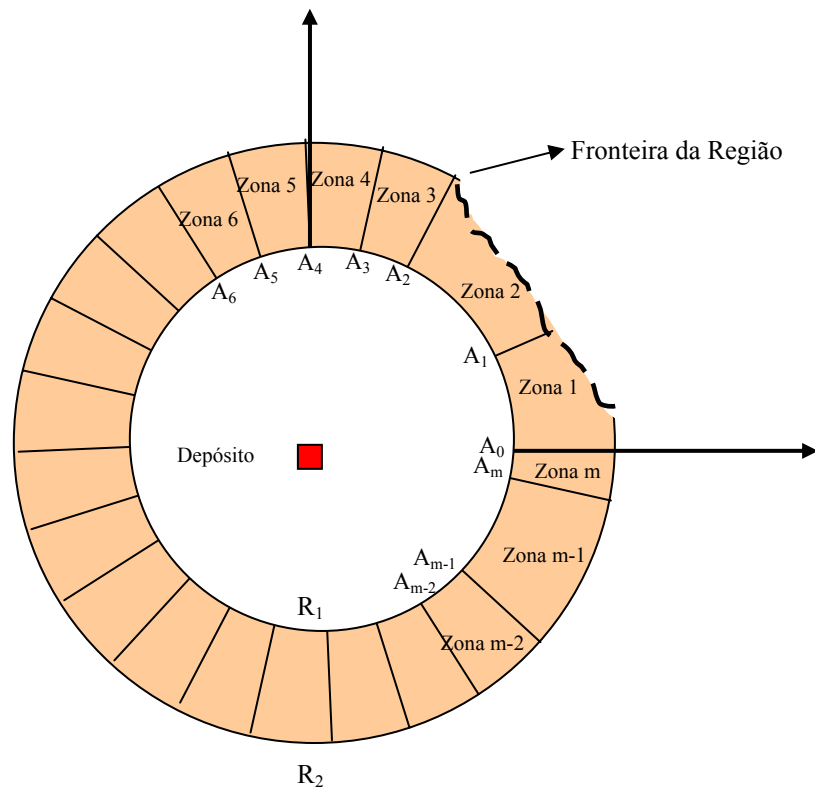 Fronteira da Região
Zona 5
Zona 4
Zona 3
Zona 6
A₆
A₅
A₄
A₃
A₂
Zona 2
A₁
Zona 1
Depósito
A₀
Aₘ
Zona m
Aₘ₋₁
Aₘ₋₂
Zona m-1
Zona m-2
R₁
R₂